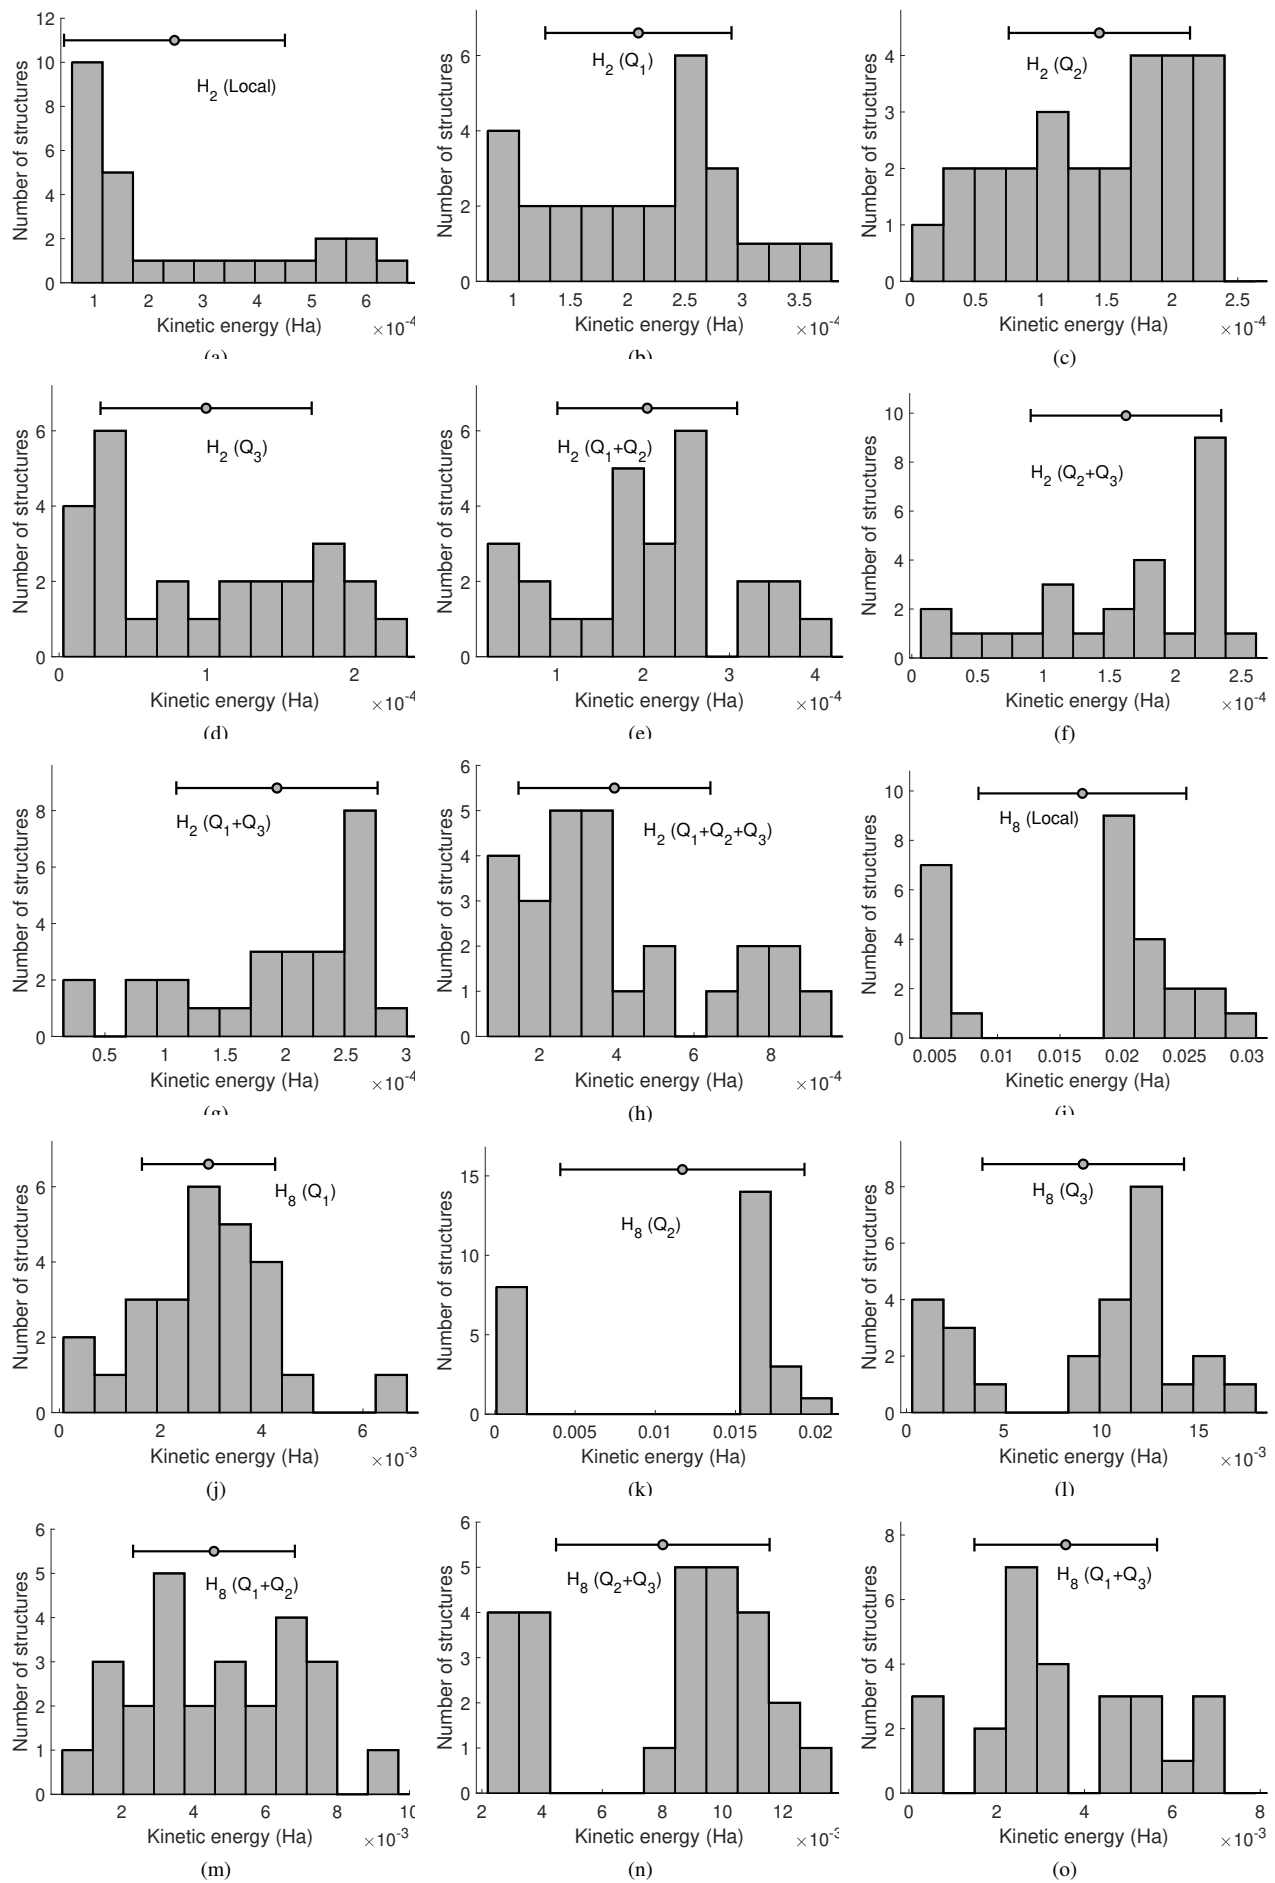 12
10
8
6
4
2
0
Number of structures
H2 (Local)
1 2 3 4 5 6
Kinetic energy (Ha) ×10-4
(a)
6
4
2
0
Number of structures
H2 (Q1)
1 1.5 2 2.5 3 3.5
Kinetic energy (Ha) ×10-4
(b)
4
3
2
1
0
Number of structures
H2 (Q2)
0 0.5 1 1.5 2 2.5
Kinetic energy (Ha) ×10-4
(c)
6
4
2
0
Number of structures
H2 (Q3)
0 1 2
Kinetic energy (Ha) ×10-4
(d)
6
4
2
0
Number of structures
H2 (Q1+Q2)
1 2 3 4
Kinetic energy (Ha) ×10-4
(e)
10
8
6
4
2
0
Number of structures
H2 (Q2+Q3)
0 0.5 1 1.5 2 2.5
Kinetic energy (Ha) ×10-4
(f)
8
6
4
2
0
Number of structures
H2 (Q1+Q3)
0.5 1 1.5 2 2.5 3
Kinetic energy (Ha) ×10-4
(g)
6
5
4
3
2
1
0
Number of structures
H2 (Q1+Q2+Q3)
2 4 6 8
Kinetic energy (Ha) ×10-4
(h)
10
8
6
4
2
0
Number of structures
H8 (Local)
0.005 0.01 0.015 0.02 0.025 0.03
Kinetic energy (Ha)
(i)
6
4
2
0
Number of structures
H8 (Q1)
0 2 4 6
Kinetic energy (Ha) ×10-3
(j)
15
10
5
0
Number of structures
H8 (Q2)
0 0.005 0.01 0.015 0.02
Kinetic energy (Ha)
(k)
8
6
4
2
0
Number of structures
H8 (Q3)
0 5 10 15
Kinetic energy (Ha) ×10-3
(l)
6
5
4
3
2
1
0
Number of structures
H8 (Q1+Q2)
2 4 6 8 10
Kinetic energy (Ha) ×10-3
(m)
6
5
4
3
2
1
0
Number of structures
H8 (Q2+Q3)
2 4 6 8 10 12
Kinetic energy (Ha) ×10-3
(n)
8
6
4
2
0
Number of structures
H8 (Q1+Q3)
0 2 4 6 8
Kinetic energy (Ha) ×10-3
(o)